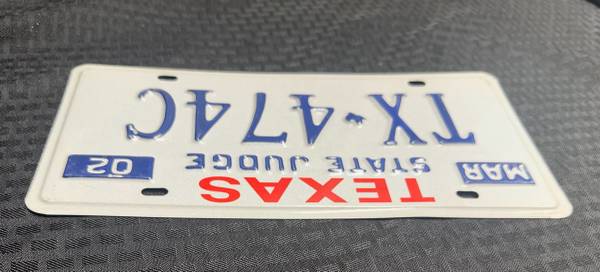 TEXAS
MAR STATE JUDGE 02
TX★474C